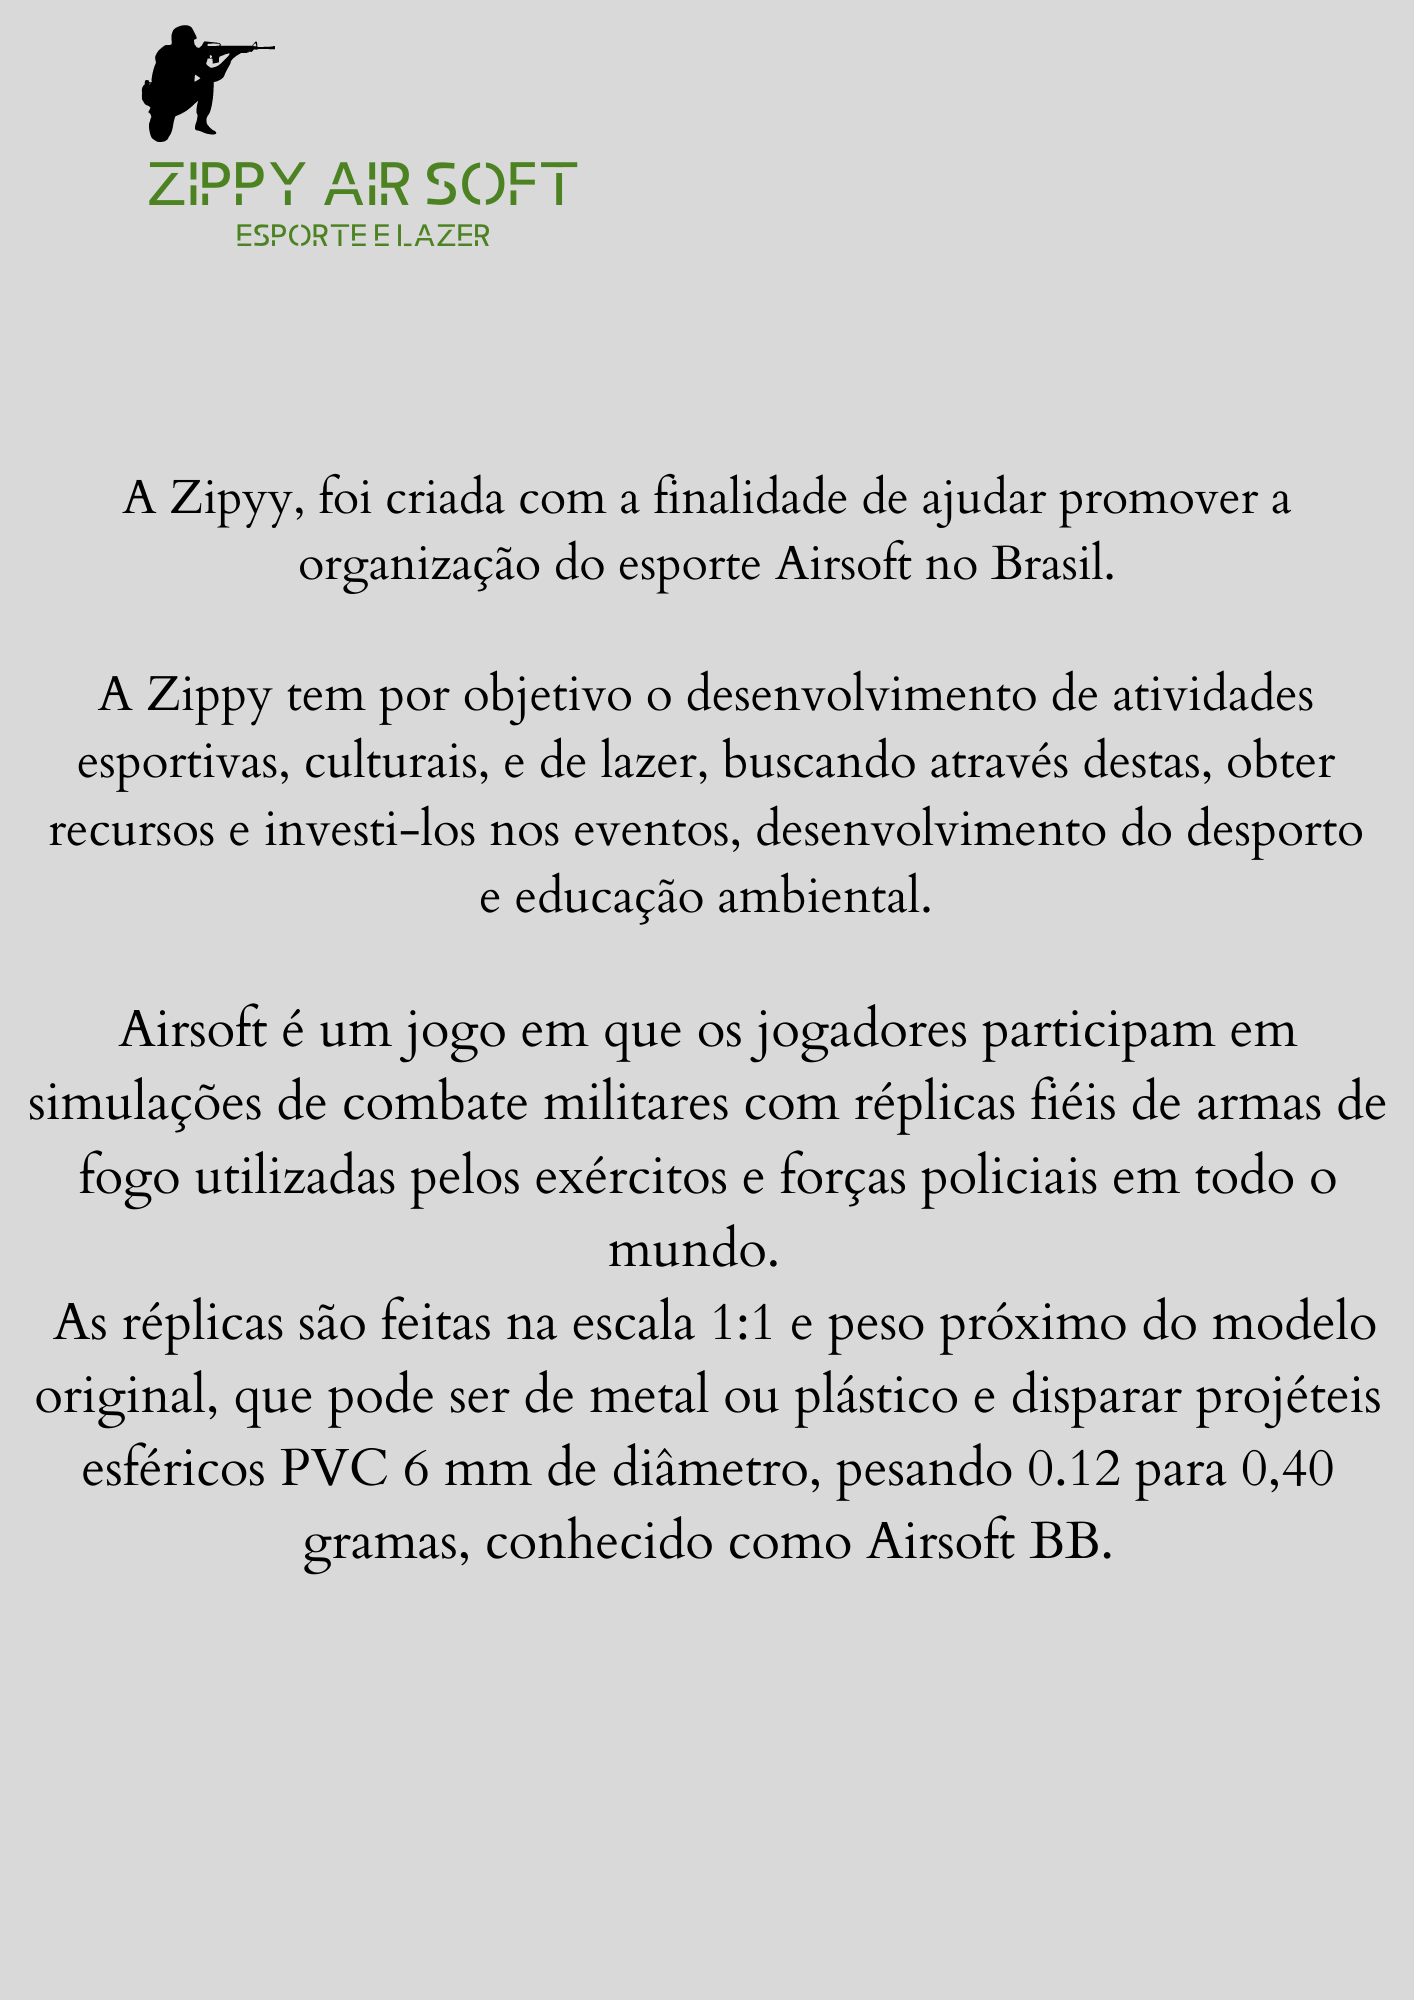 ZIPPY AIR SOFT
ESPORTE E LAZER
A Zipyy, foi criada com a finalidade de ajudar promover a
organização do esporte Airsoft no Brasil.
A Zippy tem por objetivo o desenvolvimento de atividades
esportivas, culturais, e de lazer, buscando através destas, obter
recursos e investi-los nos eventos, desenvolvimento do desporto
e educação ambiental.
Airsoft é um jogo em que os jogadores participam em
simulações de combate militares com réplicas fiéis de armas de
fogo utilizadas pelos exércitos e forças policiais em todo o
mundo.
As réplicas são feitas na escala 1:1 e peso próximo do modelo
original, que pode ser de metal ou plástico e disparar projéteis
esféricos PVC 6 mm de diâmetro, pesando 0.12 para 0,40
gramas, conhecido como Airsoft BB.